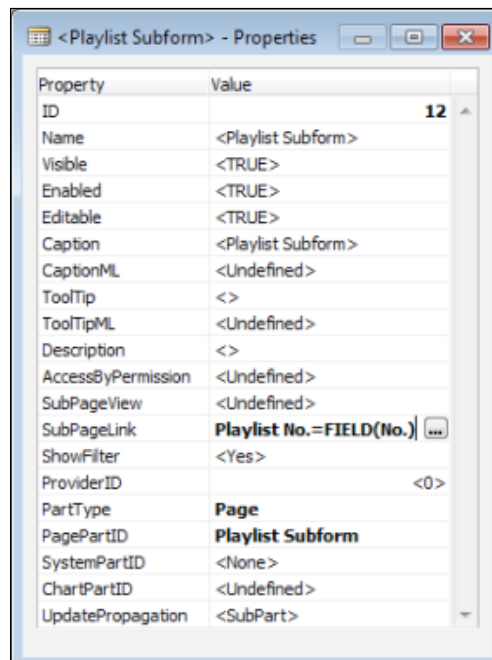 <Playlist Subform> - Properties
Property Value
ID 12
Name <Playlist Subform>
Visible <TRUE>
Enabled <TRUE>
Editable <TRUE>
Caption <Playlist Subform>
CaptionML <Undefined>
ToolTip <>
ToolTipML <Undefined>
Description <>
AccessByPermission <Undefined>
SubPageView <Undefined>
SubPageLink Playlist No.=FIELD(No.) ...
ShowFilter <Yes>
ProviderID <0>
PartType Page
PagePartID Playlist Subform
SystemPartID <None>
ChartPartID <Undefined>
UpdatePropagation <SubPart>